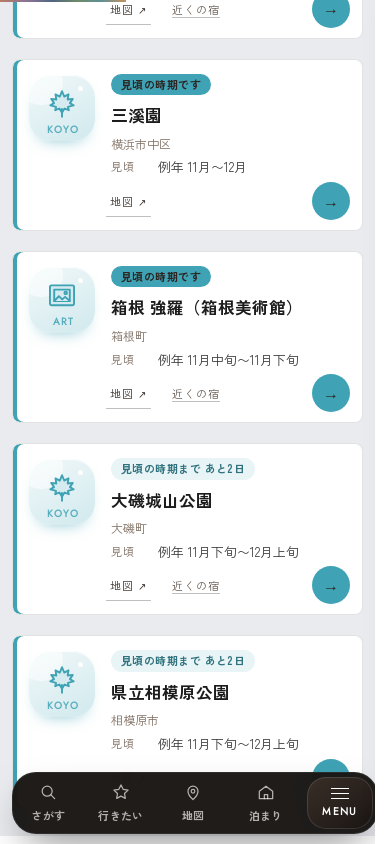 地図 ↗ 近くの宿
→
見頃の時期です
KOYO
三溪園
横浜市中区
見頃 例年 11月〜12月
地図 ↗
→
見頃の時期です
ART
箱根 強羅（箱根美術館）
箱根町
見頃 例年 11月中旬〜11月下旬
地図 ↗ 近くの宿
→
見頃の時期まで あと2日
KOYO
大磯城山公園
大磯町
見頃 例年 11月下旬〜12月上旬
地図 ↗ 近くの宿
→
見頃の時期まで あと2日
KOYO
県立相模原公園
相模原市
見頃 例年 11月下旬〜12月上旬
さがす 行きたい 地図 泊まり MENU